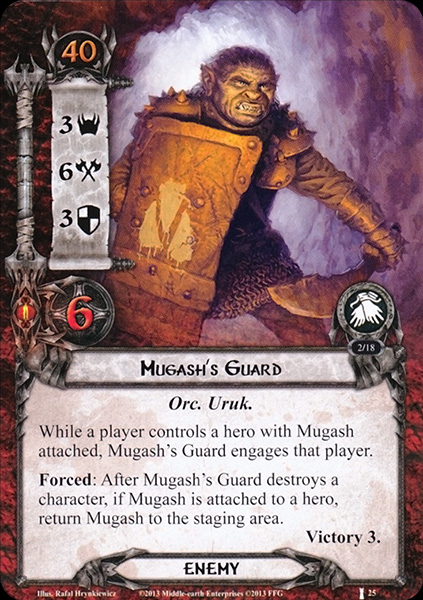 40
3
6
3
6
2/18
Mugash's Guard
Orc. Uruk.
While a player controls a hero with Mugash
attached, Mugash's Guard engages that player.
Forced: After Mugash's Guard destroys a
character, if Mugash is attached to a hero,
return Mugash to the staging area.
Victory 3.
ENEMY
Illus. Rafał Hrynkiewicz ©2013 Middle-earth Enterprises ©2013 FFG 25